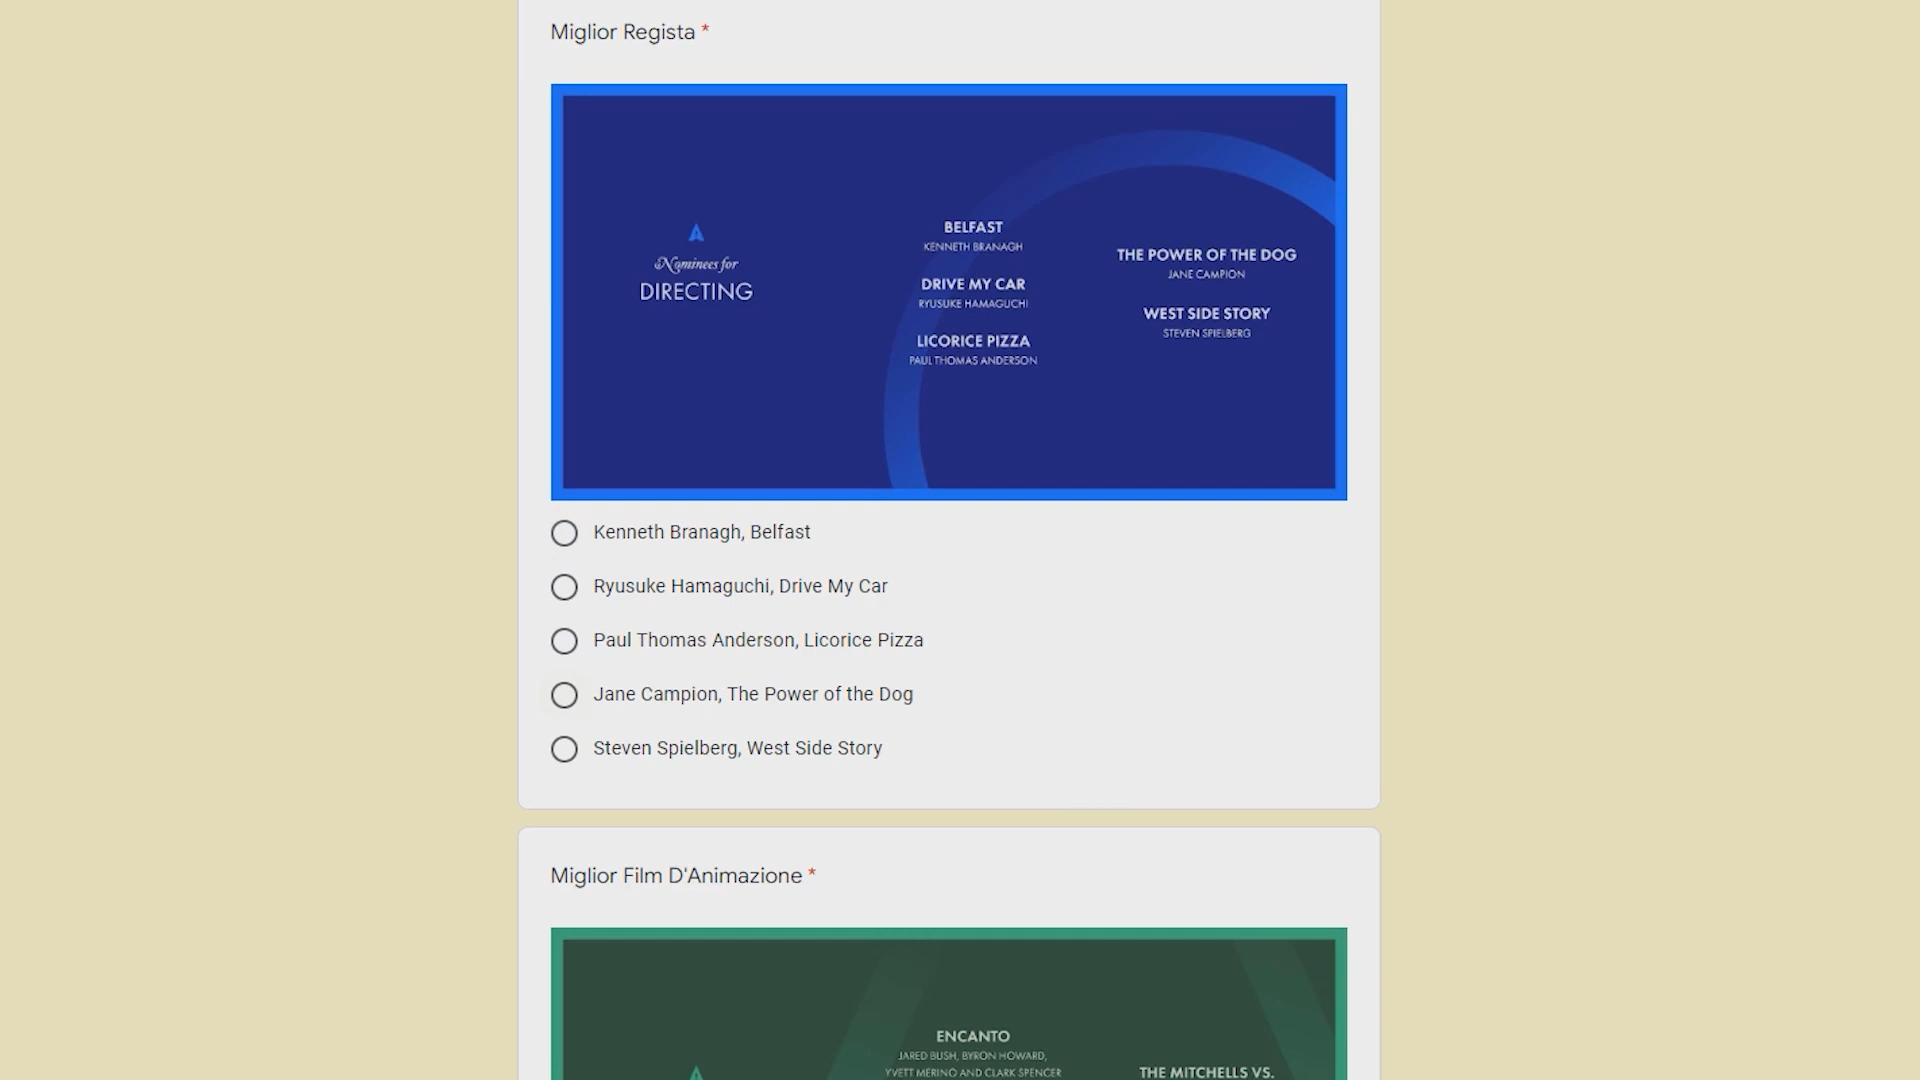 Miglior Regista *
Nominees for
DIRECTING
BELFAST
KENNETH BRANAGH
DRIVE MY CAR
RYUSUKE HAMAGUCHI
LICORICE PIZZA
PAUL THOMAS ANDERSON
THE POWER OF THE DOG
JANE CAMPION
WEST SIDE STORY
STEVEN SPIELBERG
Kenneth Branagh, Belfast
Ryusuke Hamaguchi, Drive My Car
Paul Thomas Anderson, Licorice Pizza
Jane Campion, The Power of the Dog
Steven Spielberg, West Side Story
Miglior Film D'Animazione *
ENCANTO
JARED BUSH, BYRON HOWARD,
YVETT MERINO AND CLARK SPENCER
THE MITCHELLS VS.